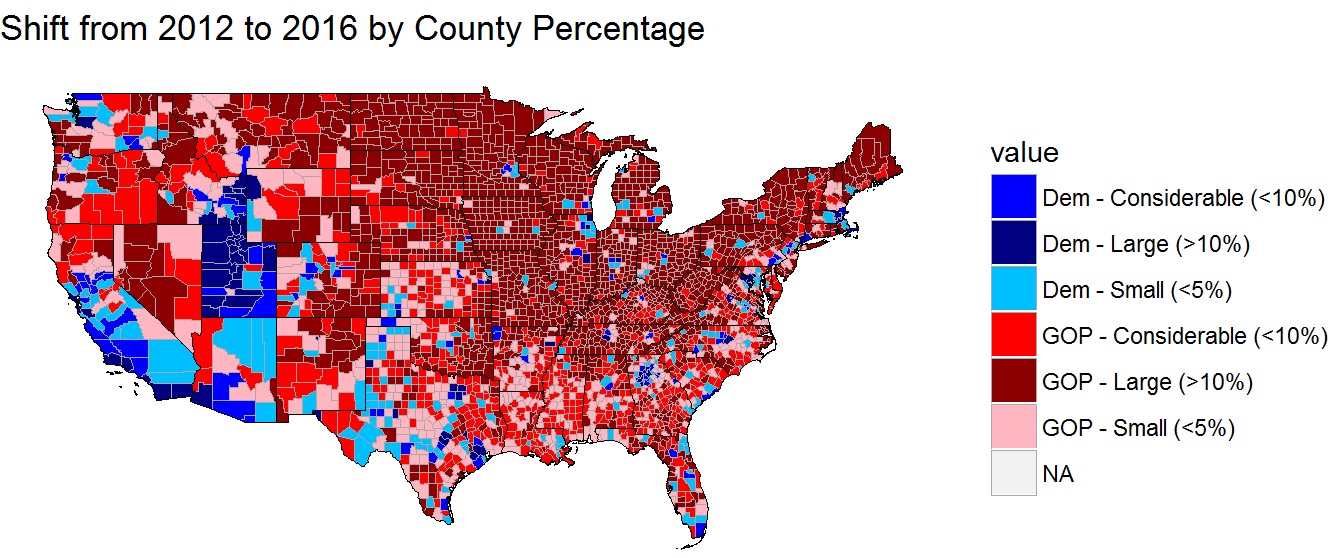 Shift from 2012 to 2016 by County Percentage
value
Dem - Considerable (<10%)
Dem - Large (>10%)
Dem - Small (<5%)
GOP - Considerable (<10%)
GOP - Large (>10%)
GOP - Small (<5%)
NA